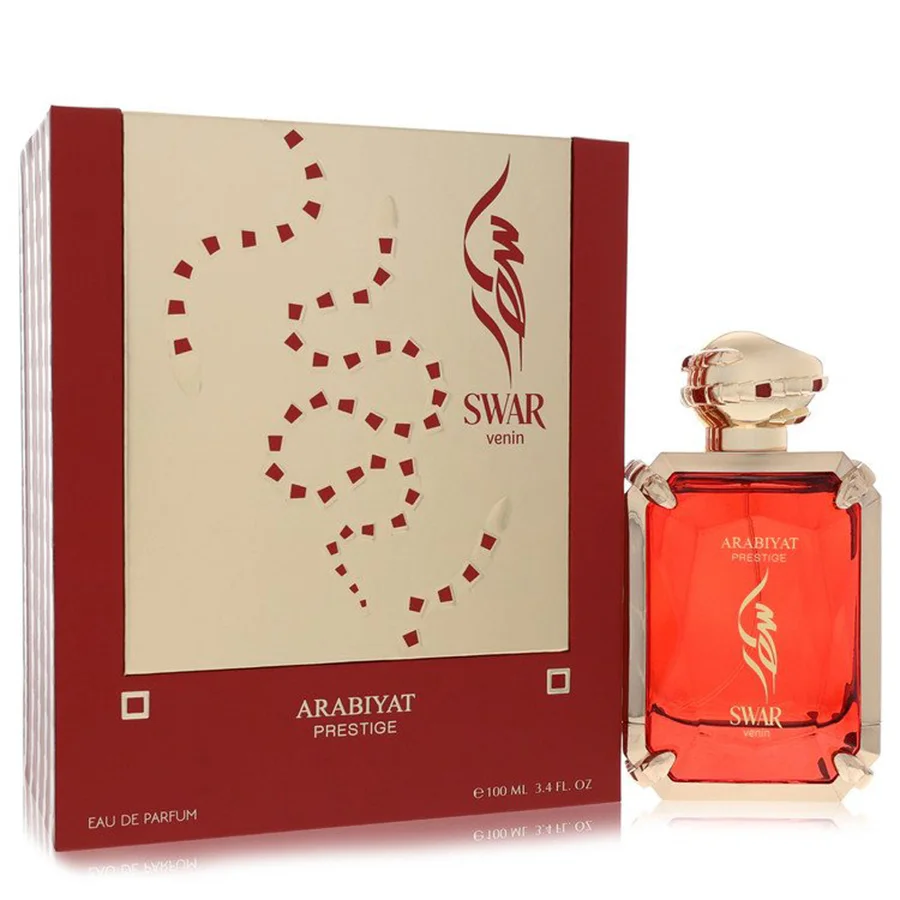 SWAR
venin
ARABIYAT
PRESTIGE
EAU DE PARFUM
e 100 ML 3.4 FL. OZ
ARABIYAT
PRESTIGE
SWAR
venin